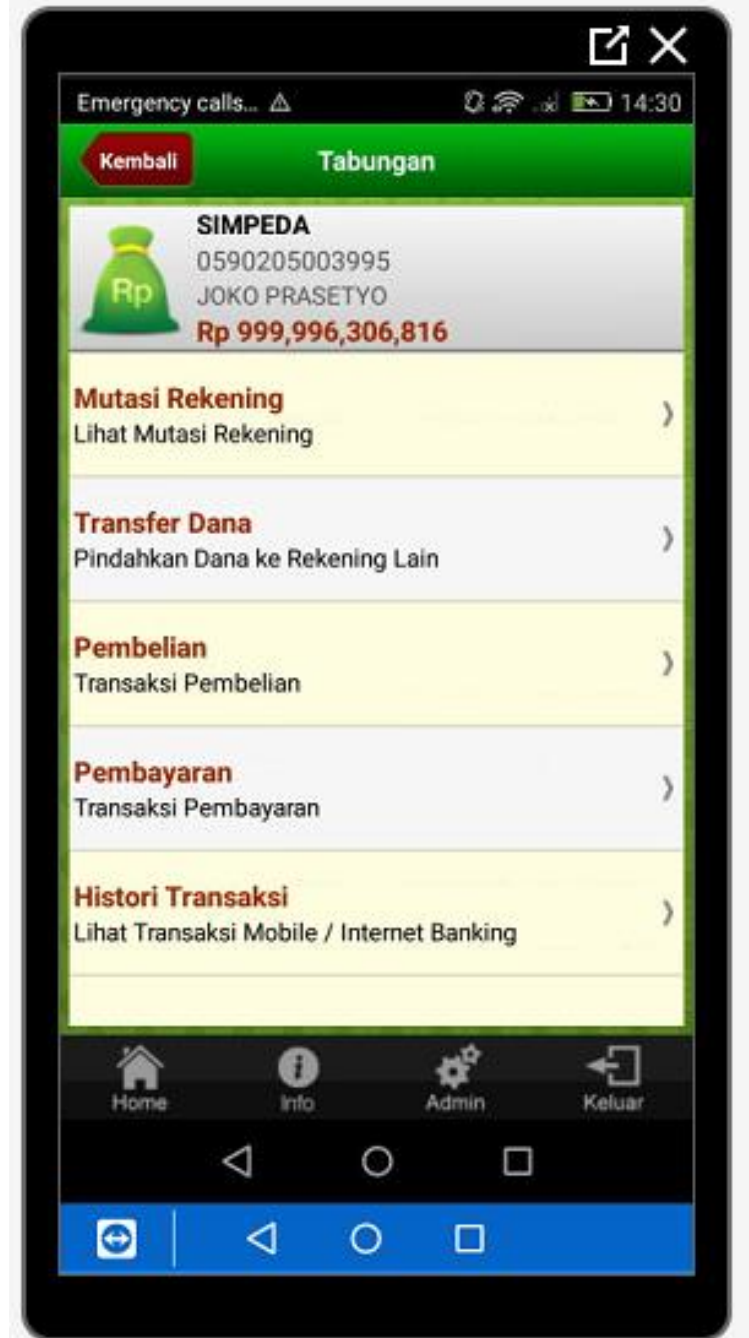 Emergency calls... 14:30
Kembali
Tabungan
SIMPEDA
0590205003995
Rp
JOKO PRASETYO
Rp 999,996,306,816
Mutasi Rekening
Lihat Mutasi Rekening
Transfer Dana
Pindahkan Dana ke Rekening Lain
Pembelian
Transaksi Pembelian
Pembayaran
Transaksi Pembayaran
Histori Transaksi
Lihat Transaksi Mobile / Internet Banking
Home
Info
Admin
Keluar